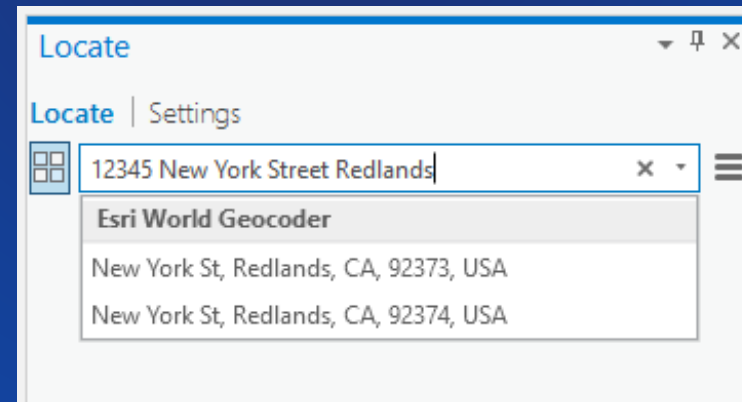 Locate
Locate | Settings
12345 New York Street Redlands
Esri World Geocoder
New York St, Redlands, CA, 92373, USA
New York St, Redlands, CA, 92374, USA